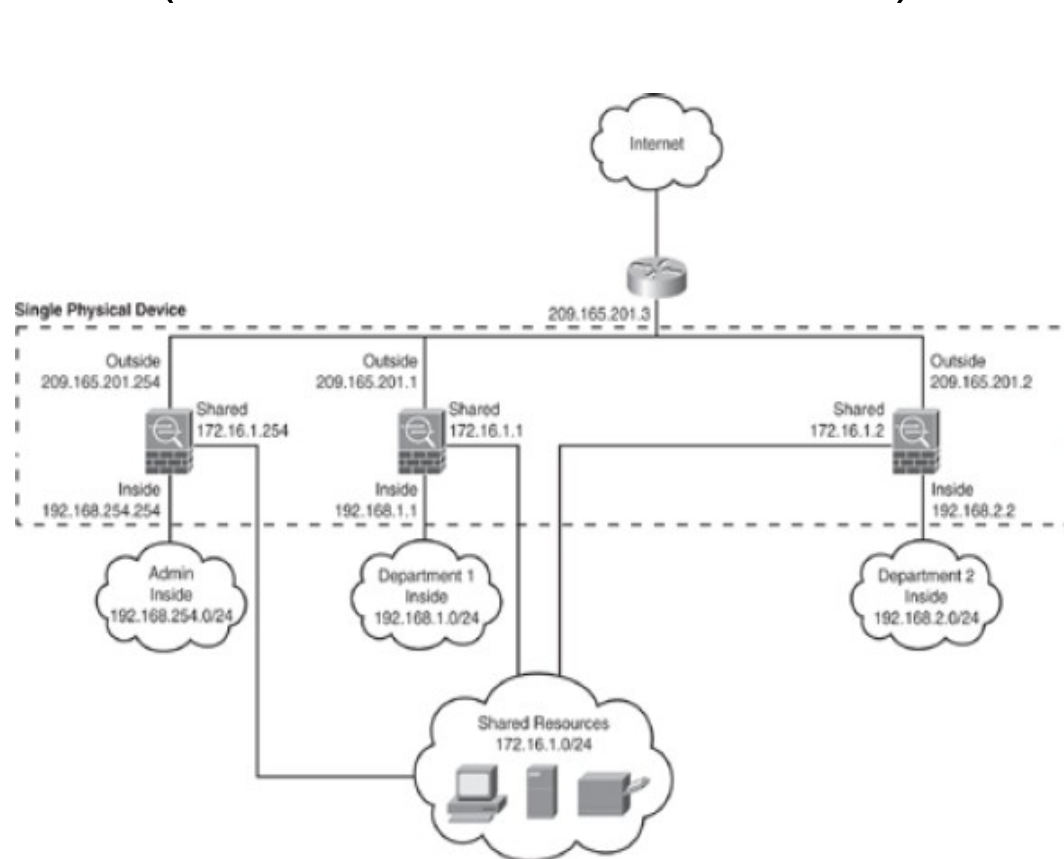 Internet
Single Physical Device
209.165.201.3
Outside
209.165.201.254
Outside
209.165.201.1
Outside
209.165.201.2
Shared
172.16.1.254
Shared
172.16.1.1
Shared
172.16.1.2
Inside
192.168.254.254
Inside
192.168.1.1
Inside
192.168.2.2
Admin
Inside
192.168.254.0/24
Department 1
Inside
192.168.1.0/24
Department 2
Inside
192.168.2.0/24
Shared Resources
172.16.1.0/24